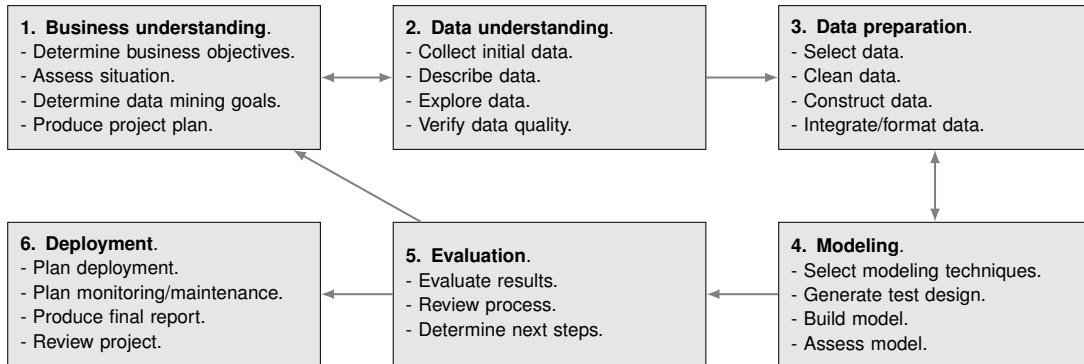 1. Business understanding.
- Determine business objectives.
- Assess situation.
- Determine data mining goals.
- Produce project plan.
2. Data understanding.
- Collect initial data.
- Describe data.
- Explore data.
- Verify data quality.
3. Data preparation.
- Select data.
- Clean data.
- Construct data.
- Integrate/format data.
4. Modeling.
- Select modeling techniques.
- Generate test design.
- Build model.
- Assess model.
5. Evaluation.
- Evaluate results.
- Review process.
- Determine next steps.
6. Deployment.
- Plan deployment.
- Plan monitoring/maintenance.
- Produce final report.
- Review project.